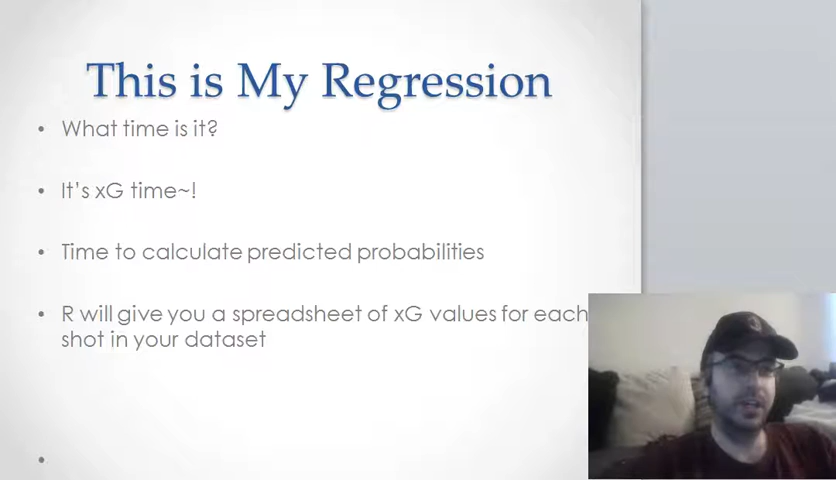 This is My Regression
What time is it?
It's xG time~!
Time to calculate predicted probabilities
R will give you a spreadsheet of xG values for each
shot in your dataset